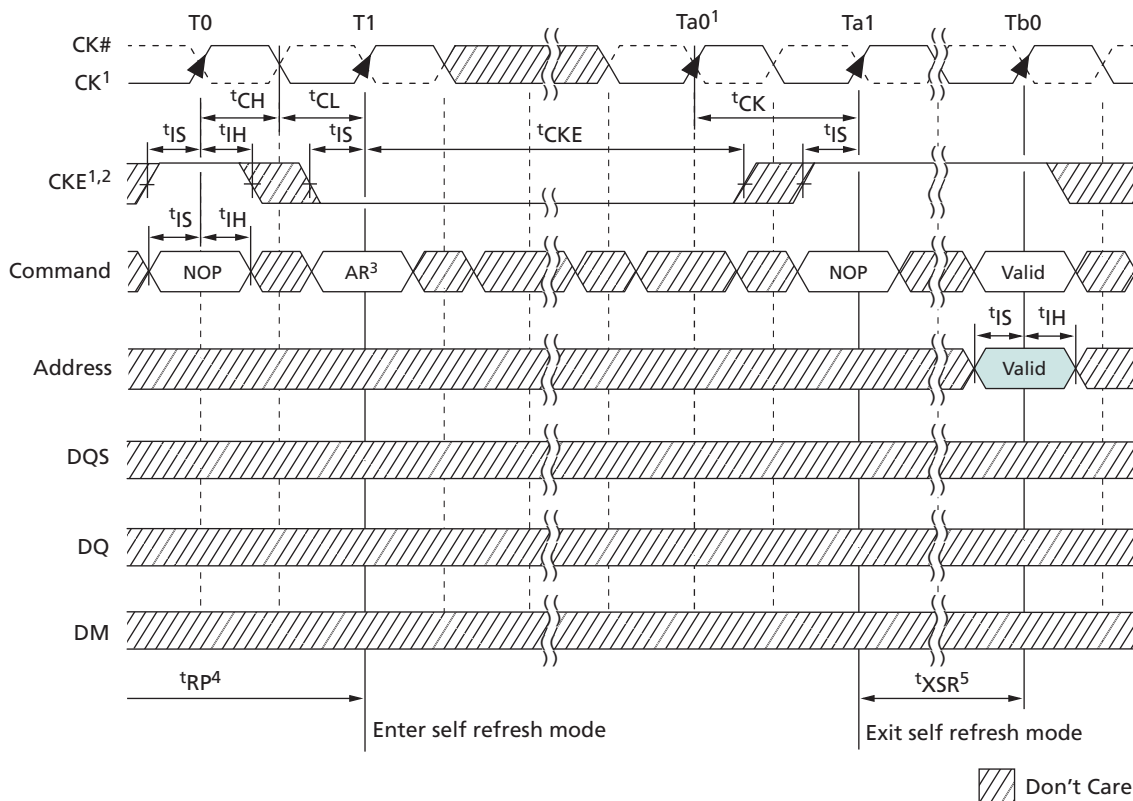 T0 T1 Ta0¹ Ta1 Tb0
CK#
CK¹
tCH tCL tCK
tIS tIH tIS tCKE tIS
CKE¹,²
tIS tIH
Command NOP AR³ NOP Valid
tIS tIH
Address Valid
DQS
DQ
DM
tRP⁴ tXSR⁵
Enter self refresh mode Exit self refresh mode
Don't Care